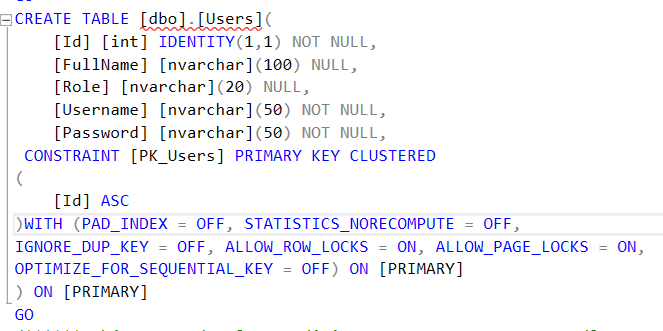 CREATE TABLE [dbo].[Users](
[Id] [int] IDENTITY(1,1) NOT NULL,
[FullName] [nvarchar](100) NULL,
[Role] [nvarchar](20) NULL,
[Username] [nvarchar](50) NOT NULL,
[Password] [nvarchar](50) NOT NULL,
CONSTRAINT [PK_Users] PRIMARY KEY CLUSTERED
(
[Id] ASC
)WITH (PAD_INDEX = OFF, STATISTICS_NORECOMPUTE = OFF,
IGNORE_DUP_KEY = OFF, ALLOW_ROW_LOCKS = ON, ALLOW_PAGE_LOCKS = ON,
OPTIMIZE_FOR_SEQUENTIAL_KEY = OFF) ON [PRIMARY]
) ON [PRIMARY]
GO